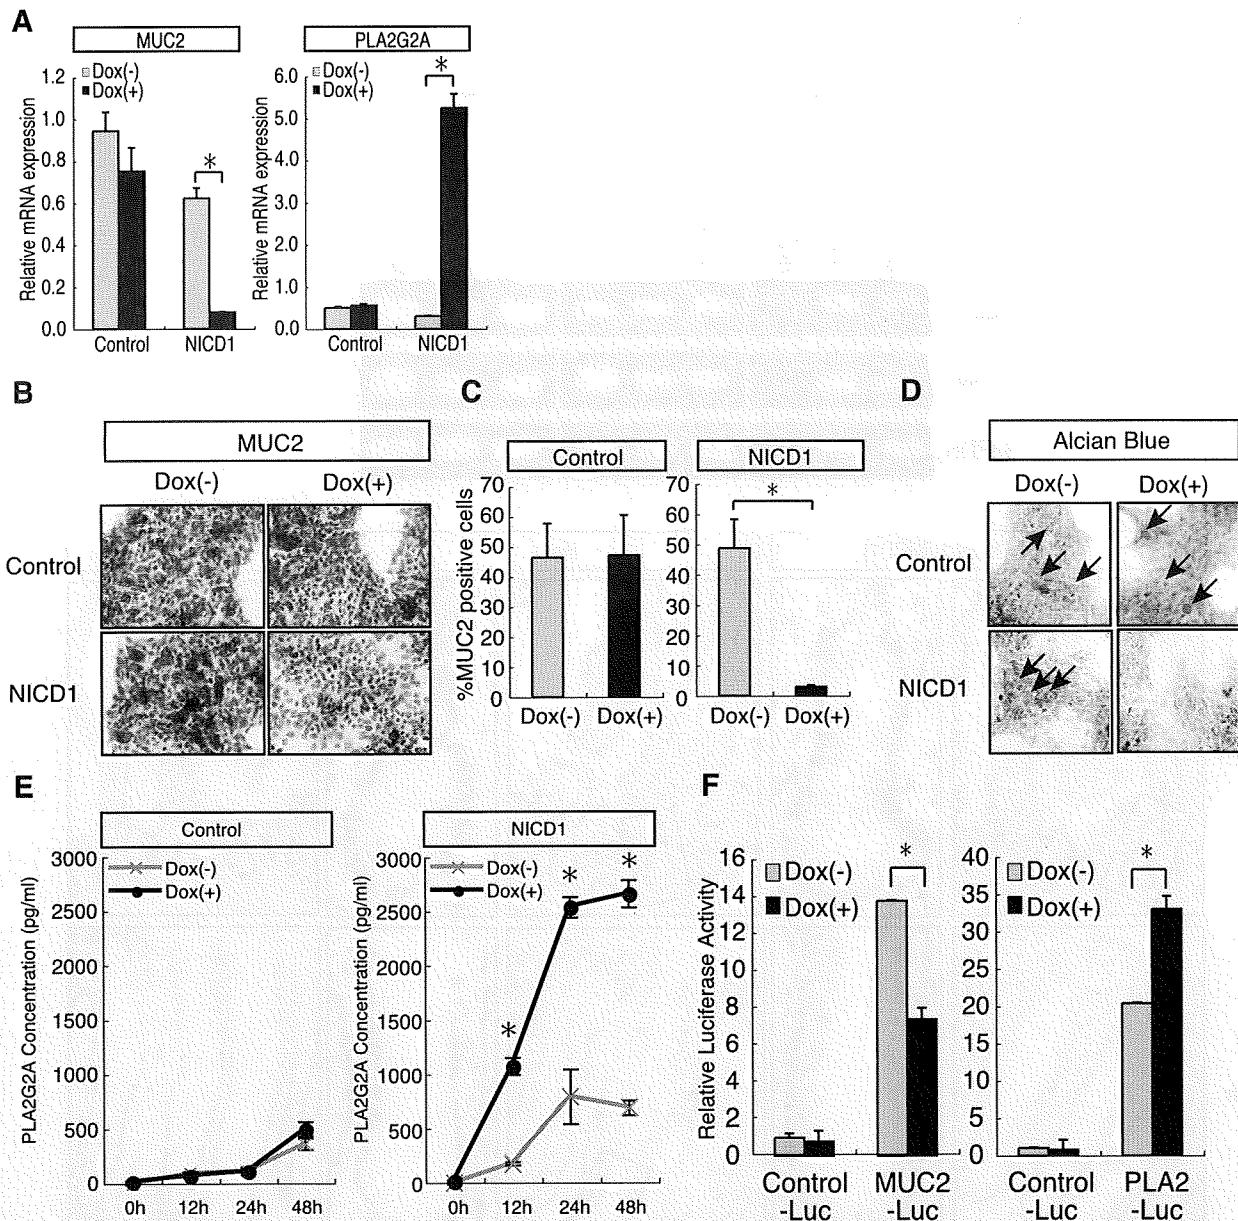 A
MUC2
PLA2G2A
Relative mRNA expression
1.2
1.0
0.8
0.6
0.4
0.2
0.0
Dox(-)
Dox(+)
*
Control
NICD1
Relative mRNA expression
6.0
5.0
4.0
3.0
2.0
1.0
0.0
Dox(-)
Dox(+)
*
Control
NICD1
B
MUC2
Dox(-)
Dox(+)
Control
NICD1
C
Control
NICD1
%MUC2 positive cells
70
60
50
40
30
20
10
0
Dox(-)
Dox(+)
70
60
50
40
30
20
10
0
*
Dox(-)
Dox(+)
D
Alcian Blue
Dox(-)
Dox(+)
Control
NICD1
E
Control
PLA2G2A Concentration (pg/ml)
3000
2500
2000
1500
1000
500
0
Dox(-)
Dox(+)
0h
12h
24h
48h
NICD1
PLA2G2A Concentration (pg/ml)
3000
2500
2000
1500
1000
500
0
Dox(-)
Dox(+)
*
*
*
0h
12h
24h
48h
F
Relative Luciferase Activity
16
14
12
10
8
6
4
2
0
Dox(-)
Dox(+)
*
Control
-Luc
MUC2
-Luc
40
35
30
25
20
15
10
5
0
Dox(-)
Dox(+)
*
Control
-Luc
PLA2
-Luc